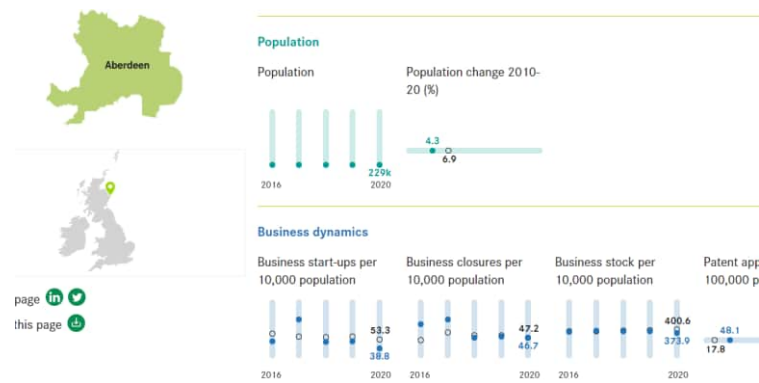 Aberdeen
page
this page
Population
Population
229k
2016 2020
Population change 2010-
20 (%)
4.3
6.9
Business dynamics
Business start-ups per
10,000 population
53.3
38.8
2016 2020
Business closures per
10,000 population
47.2
46.7
2016 2020
Business stock per
10,000 population
400.6
373.9
2016 2020
Patent app
100,000 p
48.1
17.8